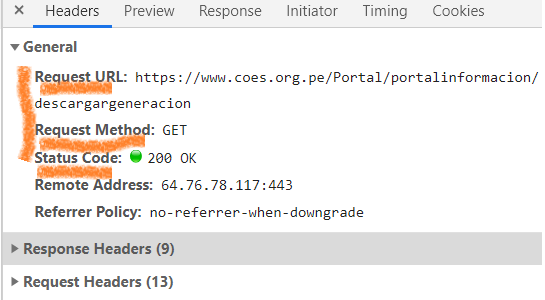 × Headers Preview Response Initiator Timing Cookies
▼ General
Request URL: https://www.coes.org.pe/Portal/portalinformacion/
descargargeneracion
Request Method: GET
Status Code: 200 OK
Remote Address: 64.76.78.117:443
Referrer Policy: no-referrer-when-downgrade
▶ Response Headers (9)
▶ Request Headers (13)